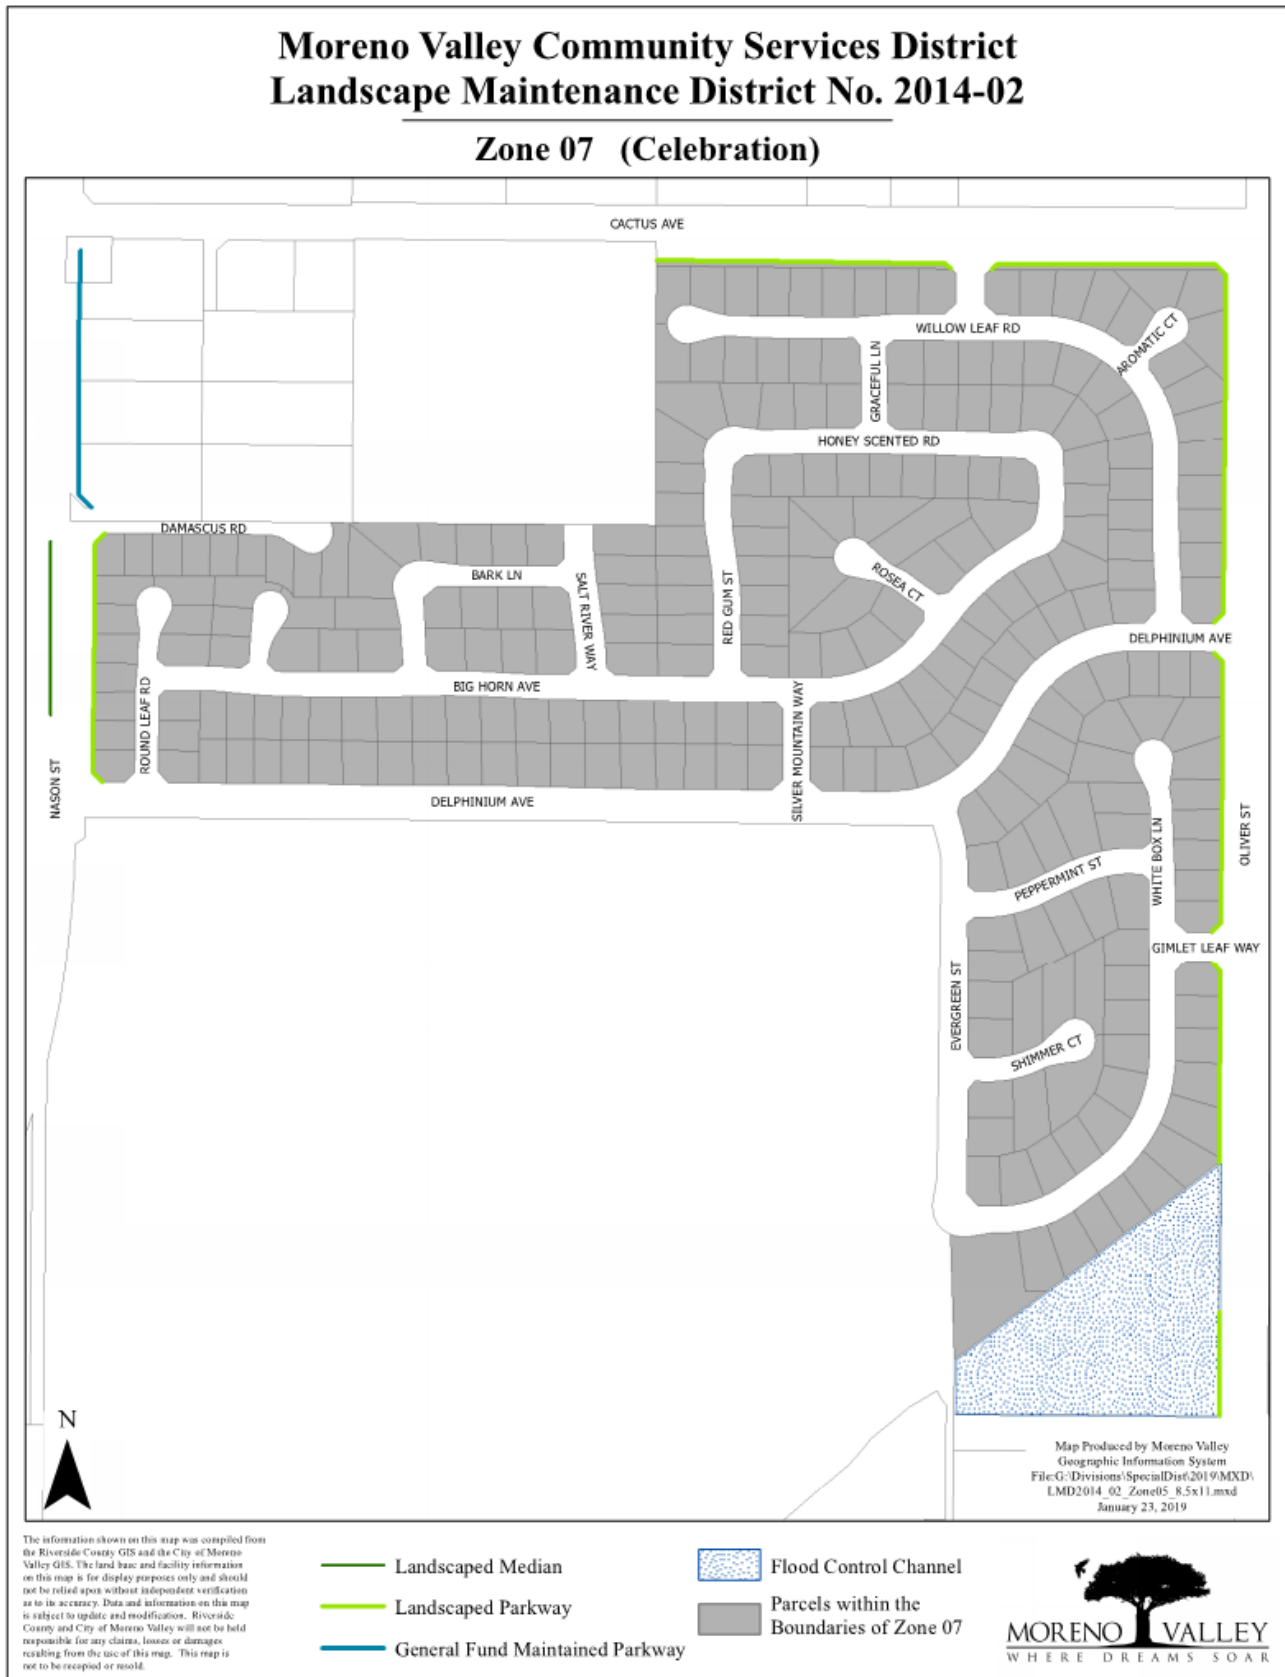 Moreno Valley Community Services District
Landscape Maintenance District No. 2014-02
Zone 07 (Celebration)
CACTUS AVE
WILLOW LEAF RD
AROMATIC CT
GRACEFUL LN
HONEY SCENTED RD
DAMASCUS RD
BARK LN
SALT RIVER WAY
RED GUM ST
ROSEA CT
DELPHINIUM AVE
BIG HORN AVE
ROUND LEAF RD
SILVER MOUNTAIN WAY
NASON ST
DELPHINIUM AVE
OLIVER ST
WHITE BOX LN
PEPPERMINT ST
GIMLET LEAF WAY
EVERGREEN ST
SHIMMER CT
N
Map Produced by Moreno Valley
Geographic Information System
File:G:\Divisions\SpecialDist\2019\MXD\
LMD2014_02_Zone05_8.5x11.mxd
January 23, 2019
The information shown on this map was compiled from
the Riverside County GIS and the City of Moreno
Valley GIS. The land base and facility information
on this map is for display purposes only and should
not be relied upon without independent verification
as to its accuracy. Data and information on this map
is subject to update and modification. Riverside
County and City of Moreno Valley will not be held
responsible for any claims, losses or damages
resulting from the use of this map. This map is
not to be recopied or resold.
Landscaped Median
Landscaped Parkway
General Fund Maintained Parkway
Flood Control Channel
Parcels within the
Boundaries of Zone 07
MORENO VALLEY
WHERE DREAMS SOAR